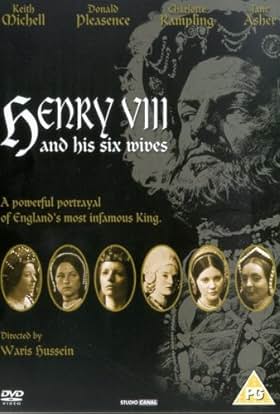 Keith Donald Charlotte Jane
Michell Pleasence Rampling Asher
HENRY VIII
and his six wives
A powerful portrayal
of England's most infamous King.
Directed by
Waris Hussein
DVD
VIDEO
STUDIO CANAL
PG